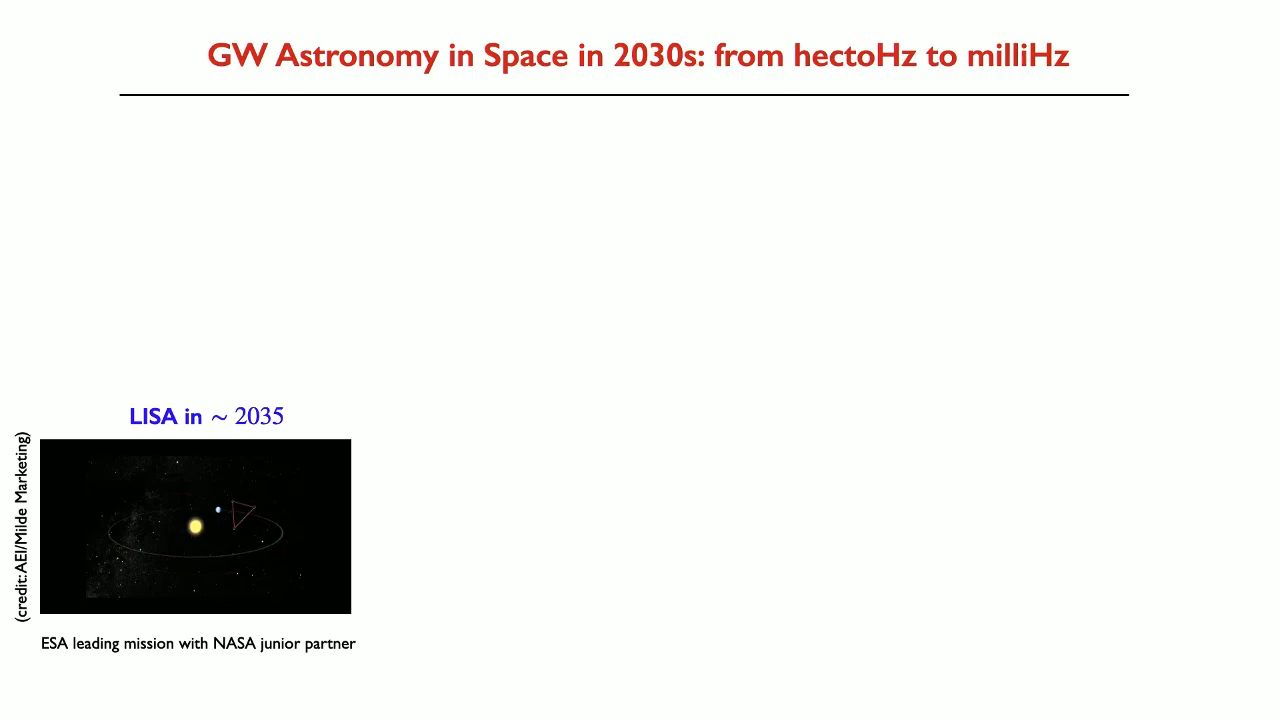 GW Astronomy in Space in 2030s: from hectoHz to milliHz
LISA in ~ 2035
(credit: AEI/Milde Marketing)
ESA leading mission with NASA junior partner